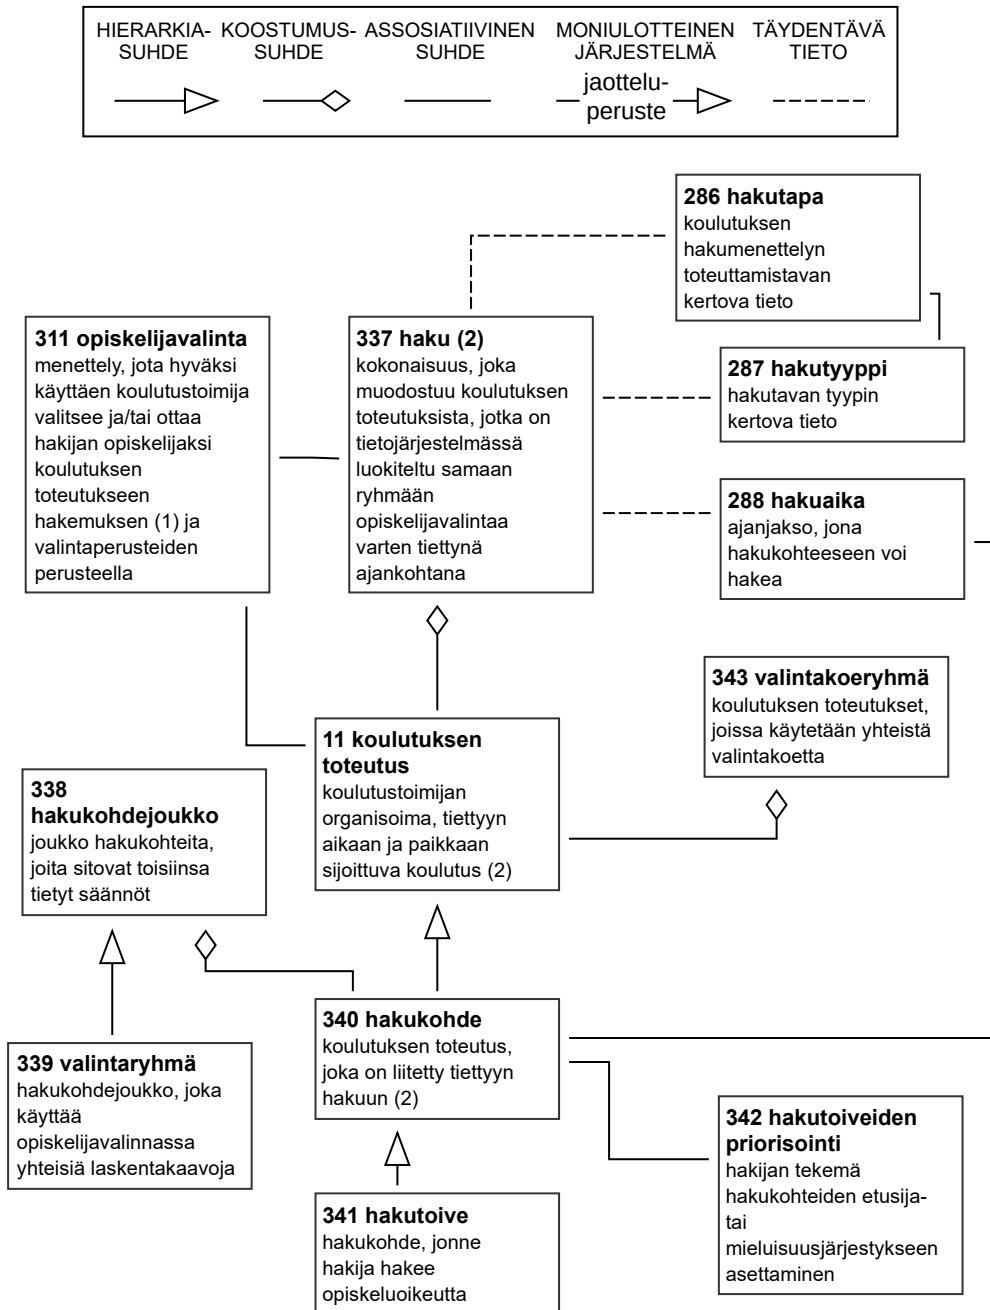 HIERARKIA-
SUHDE
KOOSTUMUS-
SUHDE
ASSOSIATIIVINEN
SUHDE
MONIULOTTEINEN
JÄRJESTELMÄ
TÄYDENTÄVÄ
TIETO
jaottelu-
peruste
286 hakutapa
koulutuksen
hakumenettelyn
toteuttamistavan
kertova tieto
311 opiskelijavalinta
menettely, jota hyväksi
käyttäen koulutustoimija
valitsee ja/tai ottaa
hakijan opiskelijaksi
koulutuksen
toteutukseen
hakemuksen (1) ja
valintaperusteiden
perusteella
337 haku (2)
kokonaisuus, joka
muodostuu koulutuksen
toteutuksista, jotka on
tietojärjestelmässä
luokiteltu samaan
ryhmään
opiskelijavalintaa
varten tiettynä
ajankohtana
287 hakutyyppi
hakutavan tyypin
kertova tieto
288 hakuaika
ajanjakso, jona
hakukohteeseen voi
hakea
343 valintakoeryhmä
koulutuksen toteutukset,
joissa käytetään yhteistä
valintakoetta
11 koulutuksen
toteutus
koulutustoimijan
organisoima, tiettyyn
aikaan ja paikkaan
sijoittuva koulutus (2)
338
hakukohdejoukko
joukko hakukohteita,
joita sitovat toisiinsa
tietyt säännöt
340 hakukohde
koulutuksen toteutus,
joka on liitetty tiettyyn
hakuun (2)
339 valintaryhmä
hakukohdejoukko, joka
käyttää
opiskelijavalinnassa
yhteisiä laskentakaavoja
342 hakutoiveiden
priorisointi
hakijan tekemä
hakukohteiden etusija-
tai
mieluisuusjärjestykseen
asettaminen
341 hakutoive
hakukohde, jonne
hakija hakee
opiskeluoikeutta